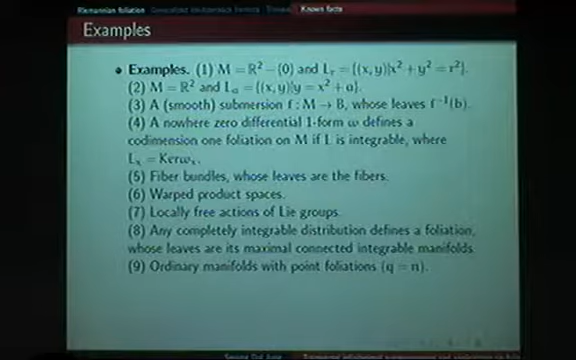 Riemannian foliation
Known facts
Examples
Examples. (1) M = ℝ² − {0} and Lᵣ = {(x, y)|x² + y² = r²}.
(2) M = ℝ² and Lₐ = {(x, y)|y = x² + a}.
(3) A (smooth) submersion f : M → B, whose leaves f⁻¹(b).
(4) A nowhere zero differential 1-form ω defines a
codimension one foliation on M if L is integrable, where
Lₓ = Kerωₓ.
(5) Fiber bundles, whose leaves are the fibers.
(6) Warped product spaces.
(7) Locally free actions of Lie groups.
(8) Any completely integrable distribution defines a foliation,
whose leaves are its maximal connected integrable manifolds.
(9) Ordinary manifolds with point foliations (q = n).